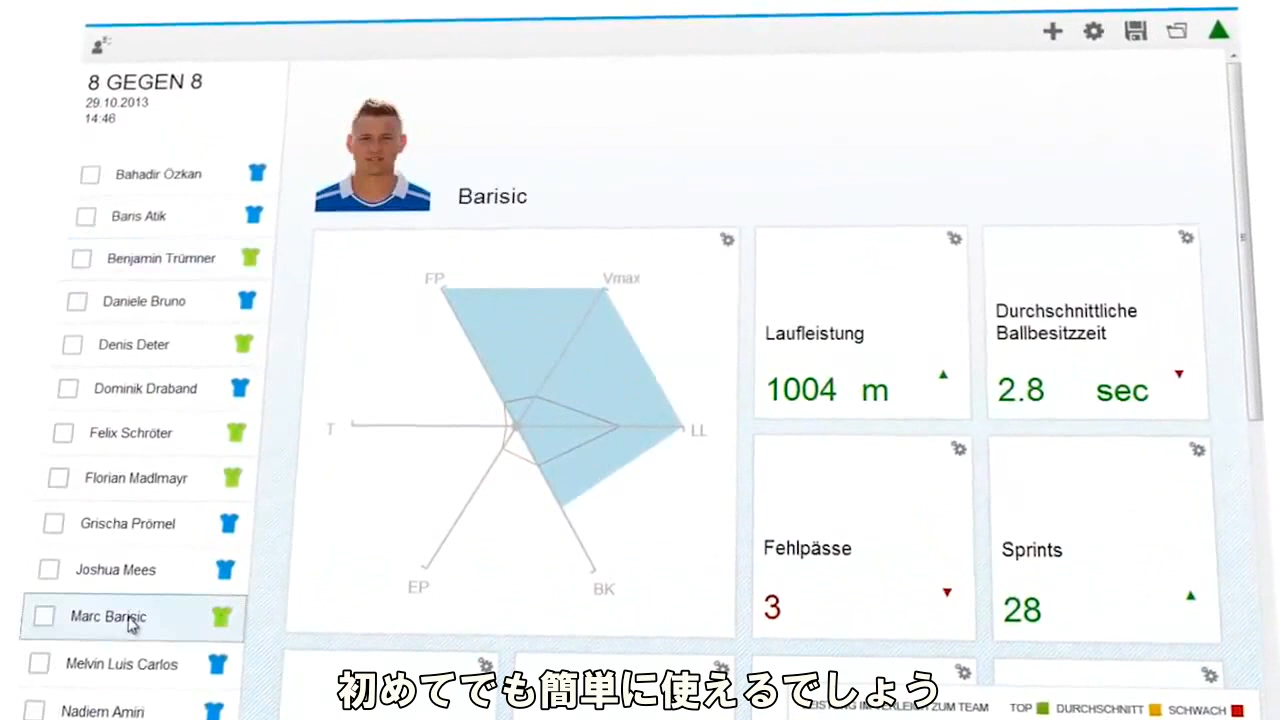 8 GEGEN 8
29.10.2013
14:46
Bahadir Özkan
Baris Atik
Benjamin Trümner
Daniele Bruno
Denis Deter
Dominik Draband
Felix Schröter
Florian Madlmayr
Grischa Prömel
Joshua Mees
Marc Barisic
Melvin Luis Carlos
Nadiem Amiri
Barisic
FP
Vmax
T
LL
EP
BK
Laufleistung
1004 m
Durchschnittliche
Ballbesitzzeit
2.8 sec
Fehlpässe
3
Sprints
28
ZUM TEAM
TOP
DURCHSCHNITT
SCHWACH
初めてでも簡単に使えるでしょう